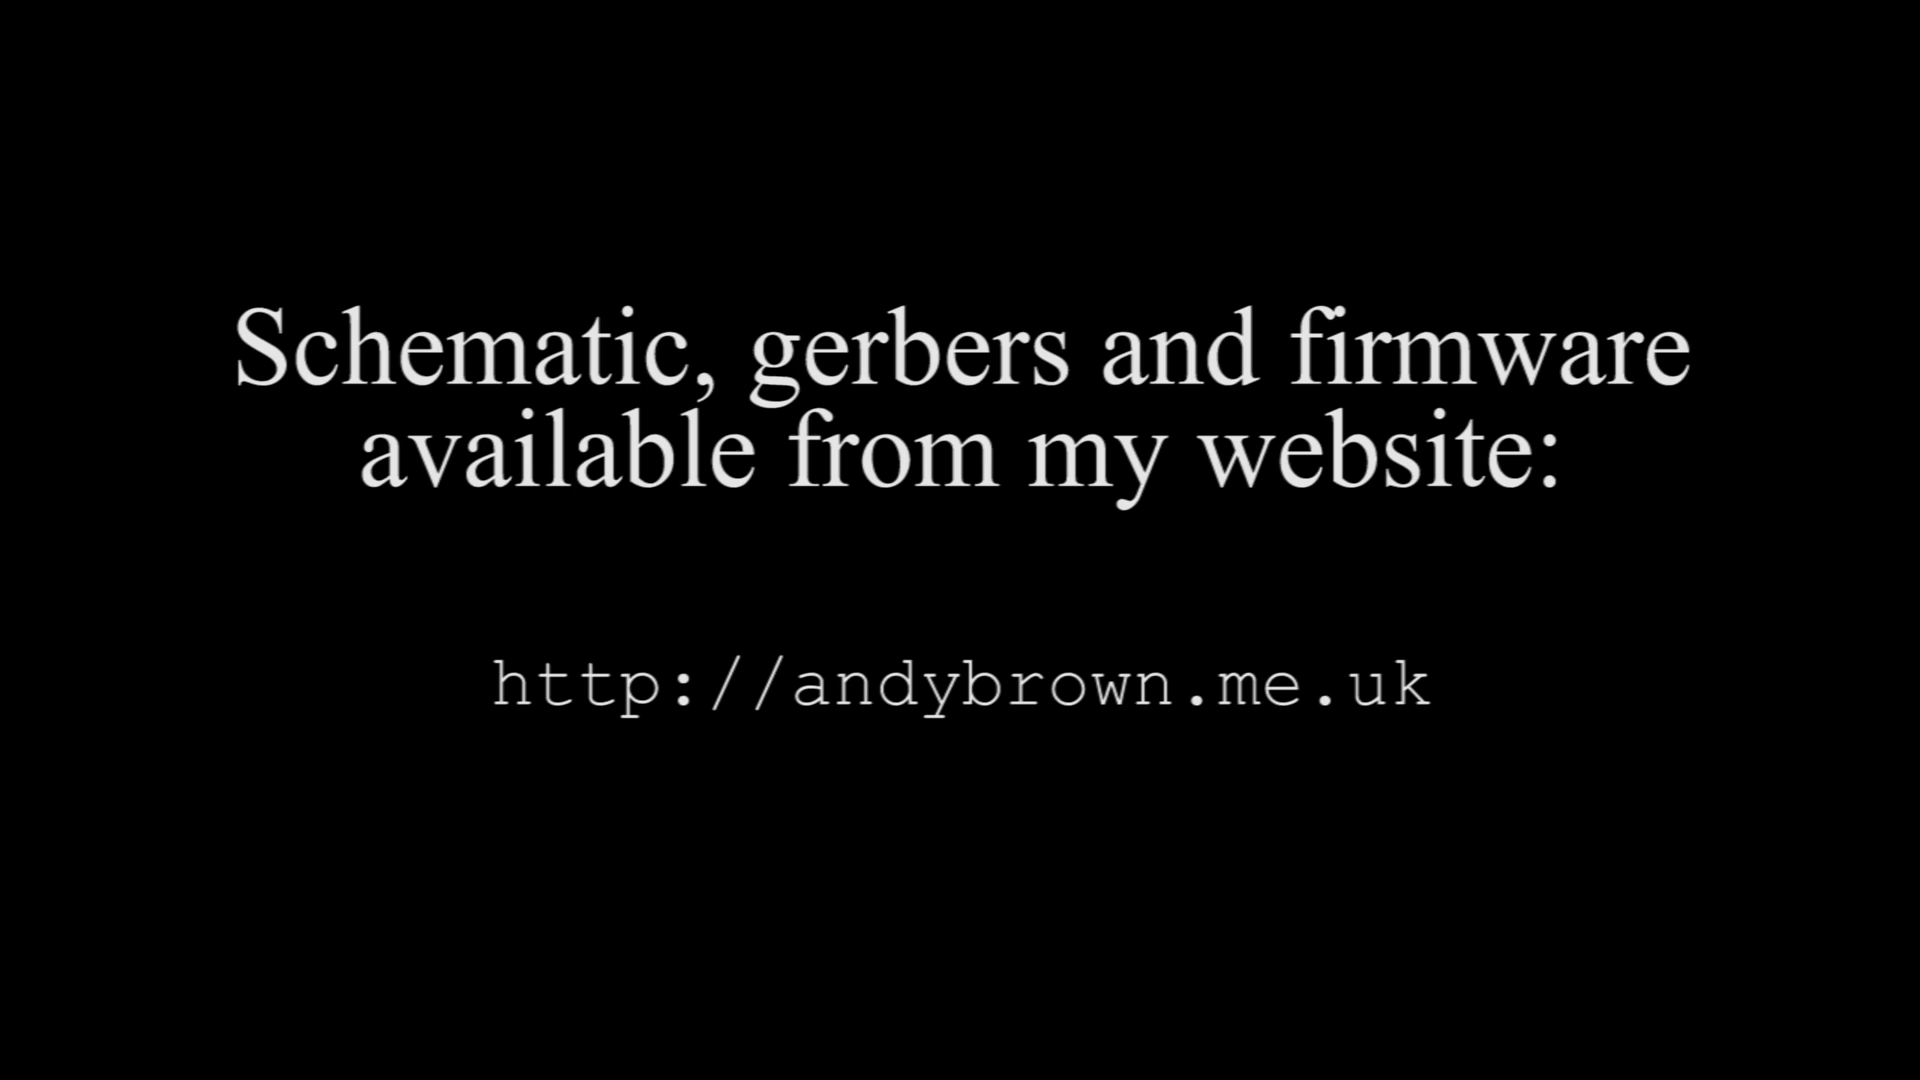 Schematic, gerbers and firmware
available from my website:
http://andybrown.me.uk